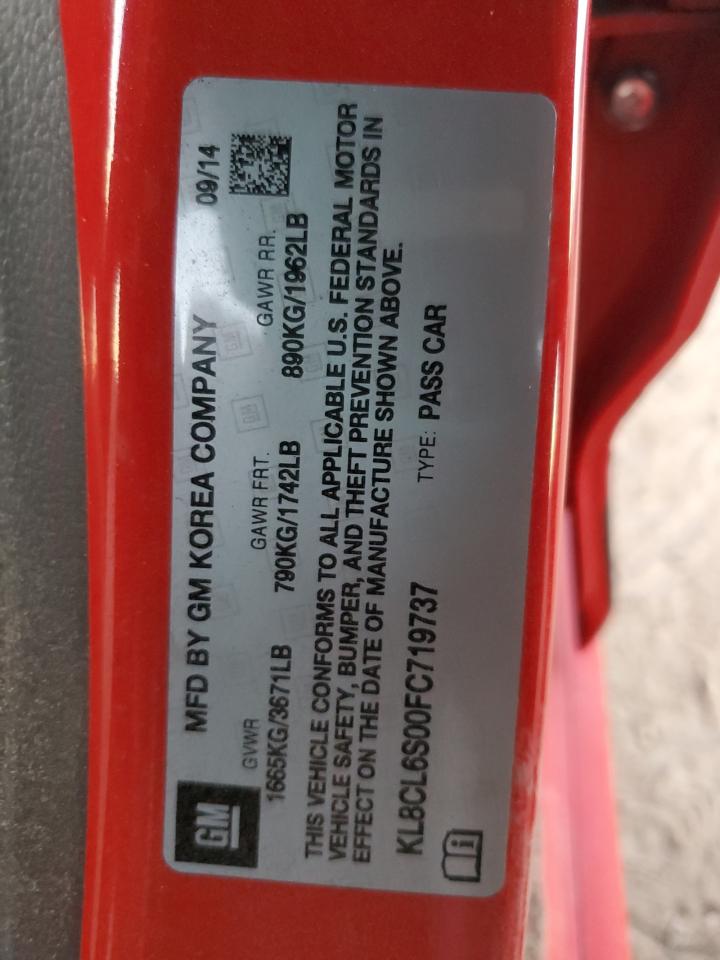 GM
MFD BY GM KOREA COMPANY 09/14
GVWR GAWR FRT. GAWR RR.
1665KG/3671LB 790KG/1742LB 890KG/1962LB
THIS VEHICLE CONFORMS TO ALL APPLICABLE U.S. FEDERAL MOTOR
VEHICLE SAFETY, BUMPER, AND THEFT PREVENTION STANDARDS IN
EFFECT ON THE DATE OF MANUFACTURE SHOWN ABOVE.
KL8CL6S00FC719737 TYPE: PASS CAR